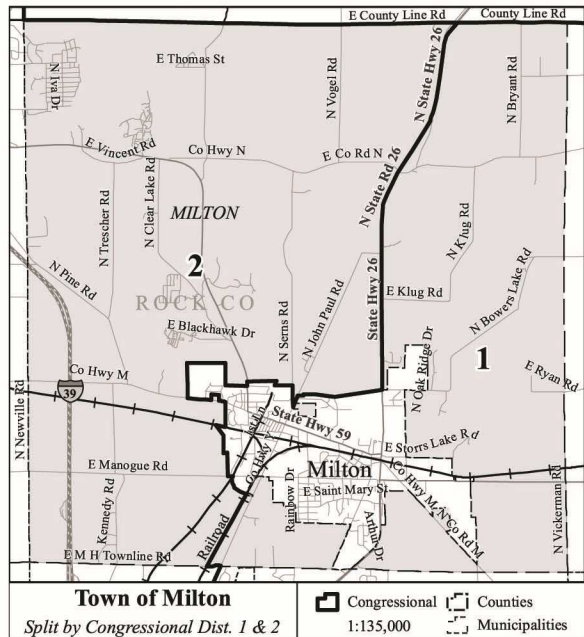 E County Line Rd
County Line Rd
E Thomas St
N Iva Dr
N Vogel Rd
N State Hwy 26
N Bryant Rd
E Vincent Rd
Co Hwy N
E Co Rd N
N Clear Lake Rd
N Trescher Rd
MILTON
N State Rd 26
N Klug Rd
2
N Pine Rd
ROCK CO
N Serns Rd
N John Paul Rd
State Hwy 26
E Klug Rd
N Bowers Lake Rd
E Blackhawk Dr
N Oak Ridge Dr
1
Co Hwy M
E Ryan Rd
39
N Newville Rd
State Hwy 59
E Storrs Lake Rd
Co Hwy Y
Milton
E Manogue Rd
Kennedy Rd
Rainbow Dr
E Saint Mary St
Co Hwy M
N Co Rd M
N Vickerman Rd
Arthur Dr
Railroad
E M H Townline Rd
Town of Milton
Split by Congressional Dist. 1 & 2
Congressional
Counties
1:135,000
Municipalities